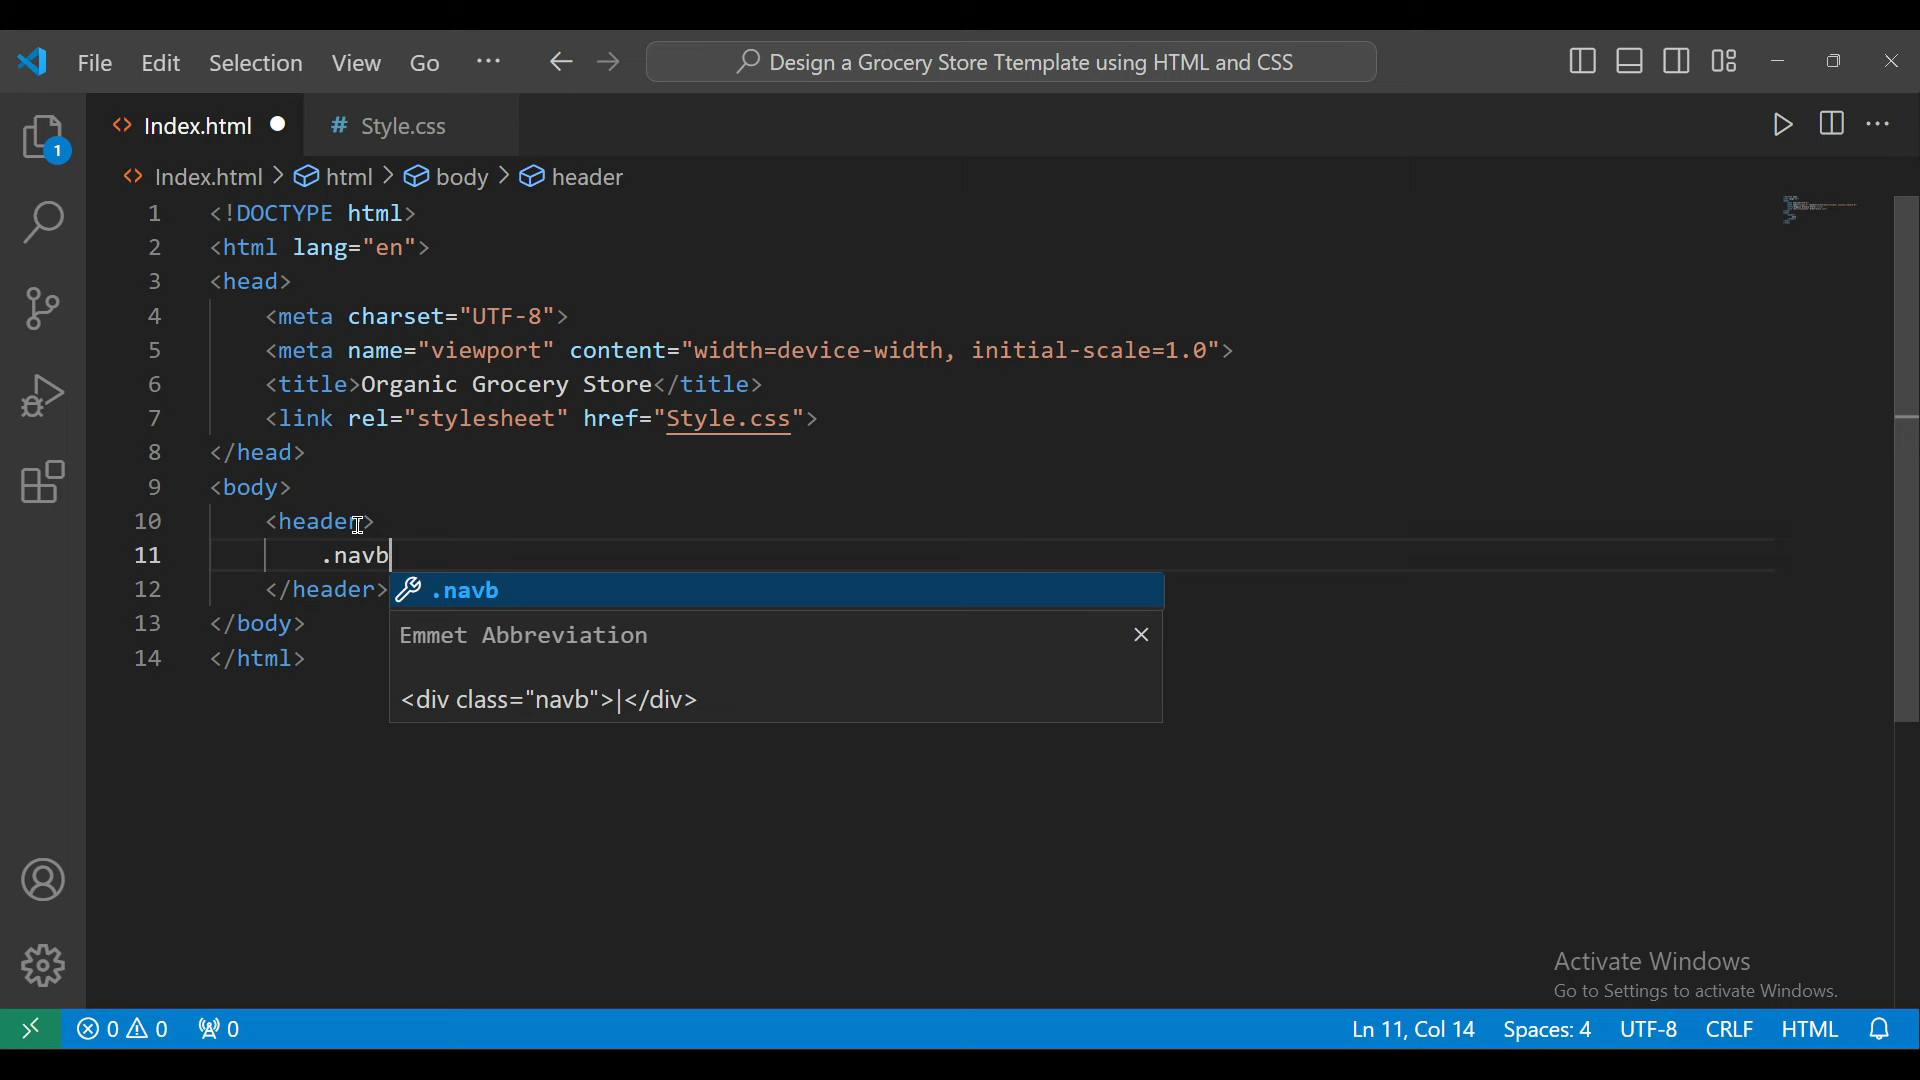 File Edit Selection View Go ··· Design a Grocery Store Ttemplate using HTML and CSS
Index.html # Style.css
1
Index.html > html > body > header
1 <!DOCTYPE html>
2 <html lang="en">
3 <head>
4 <meta charset="UTF-8">
5 <meta name="viewport" content="width=device-width, initial-scale=1.0">
6 <title>Organic Grocery Store</title>
7 <link rel="stylesheet" href="Style.css">
8 </head>
9 <body>
10 <header>
11 .navb
12 </header>
.navb
13 </body>
Emmet Abbreviation
14 </html>
<div class="navb">|</div>
Activate Windows
Go to Settings to activate Windows.
0 0 0 Ln 11, Col 14 Spaces: 4 UTF-8 CRLF HTML